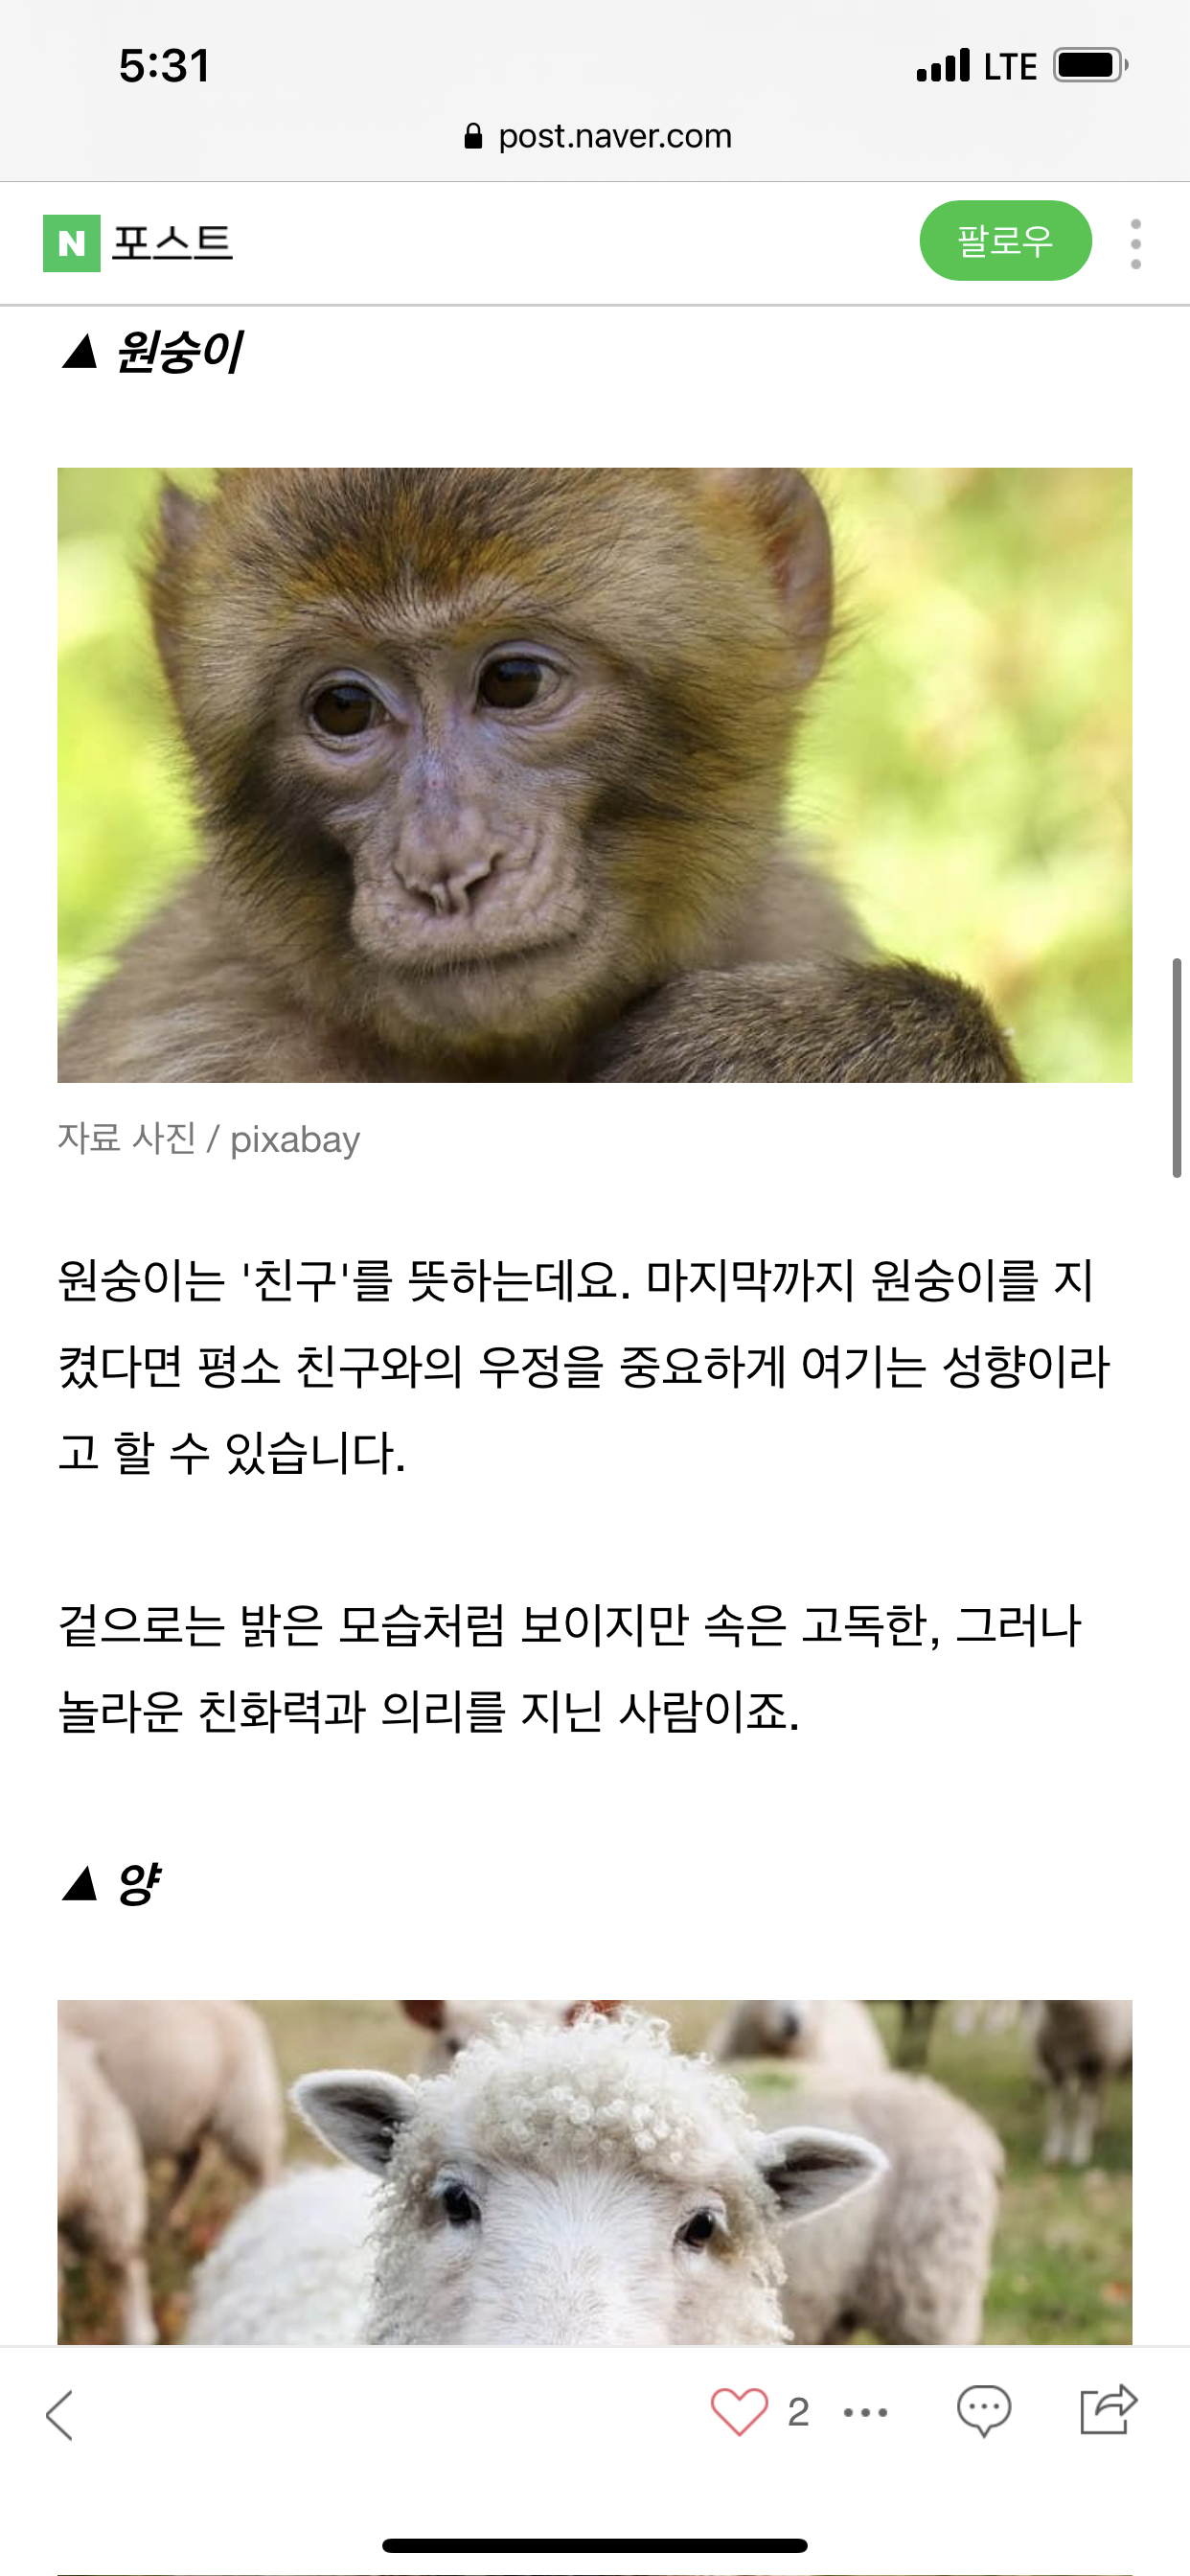 5:31 LTE
post.naver.com
N 포스트 팔로우
▲ 원숭이
자료 사진 / pixabay
원숭이는 '친구'를 뜻하는데요. 마지막까지 원숭이를 지
켰다면 평소 친구와의 우정을 중요하게 여기는 성향이라
고 할 수 있습니다.
겉으로는 밝은 모습처럼 보이지만 속은 고독한, 그러나
놀라운 친화력과 의리를 지닌 사람이죠.
▲ 양
2